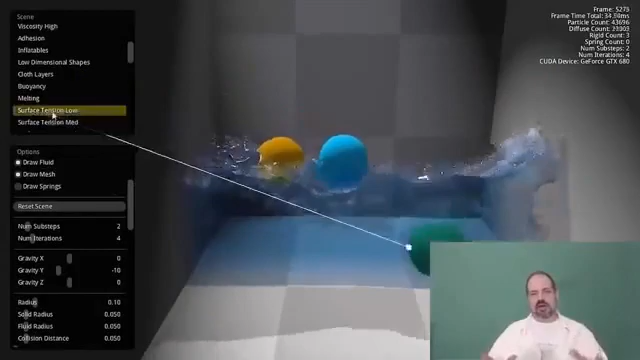 Scene
Viscosity High
Adhesion
Inflatables
Low Dimensional Shapes
Cloth Layers
Buoyancy
Melting
Surface Tension Low
Surface Tension Med
Options
Draw Fluid
Draw Mesh
Draw Springs
Reset Scene
Num Substeps 2
Num Iterations 4
Gravity X 0
Gravity Y -10
Gravity Z 0
Radius 0.10
Solid Radius 0.050
Fluid Radius 0.050
Collision Distance 0.050
Frame: 5275
Frame Time Total: 34.84ms
Particle Count: 43696
Diffuse Count:
Rigid Count: 3
Spring Count: 0
Num Substeps: 2
Num Iterations: 4
CUDA Device: GeForce GTX 680